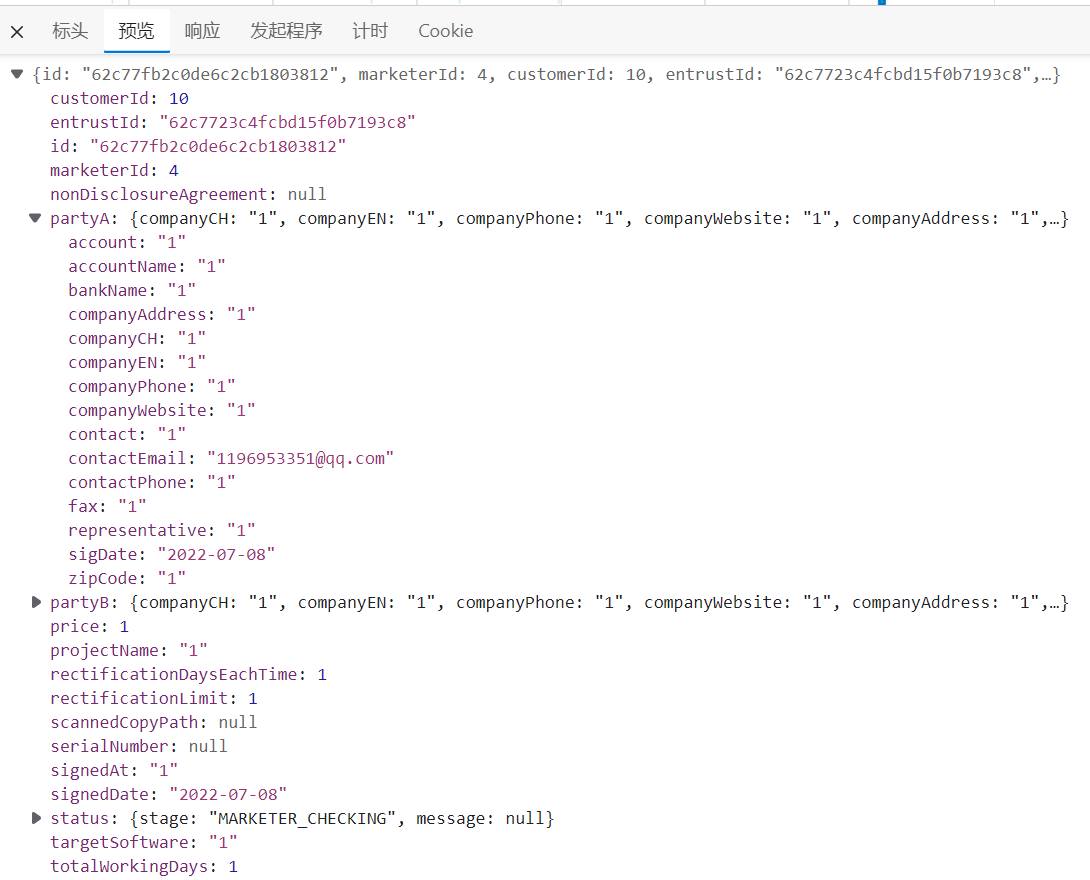 标头 预览 响应 发起程序 计时 Cookie
{id: "62c77fb2c0de6c2cb1803812", marketerId: 4, customerId: 10, entrustId: "62c7723c4fcbd15f0b7193c8",…}
customerId: 10
entrustId: "62c7723c4fcbd15f0b7193c8"
id: "62c77fb2c0de6c2cb1803812"
marketerId: 4
nonDisclosureAgreement: null
partyA: {companyCH: "1", companyEN: "1", companyPhone: "1", companyWebsite: "1", companyAddress: "1",…}
account: "1"
accountName: "1"
bankName: "1"
companyAddress: "1"
companyCH: "1"
companyEN: "1"
companyPhone: "1"
companyWebsite: "1"
contact: "1"
contactEmail: "1196953351@qq.com"
contactPhone: "1"
fax: "1"
representative: "1"
sigDate: "2022-07-08"
zipCode: "1"
partyB: {companyCH: "1", companyEN: "1", companyPhone: "1", companyWebsite: "1", companyAddress: "1",…}
price: 1
projectName: "1"
rectificationDaysEachTime: 1
rectificationLimit: 1
scannedCopyPath: null
serialNumber: null
signedAt: "1"
signedDate: "2022-07-08"
status: {stage: "MARKETER_CHECKING", message: null}
targetSoftware: "1"
totalWorkingDays: 1